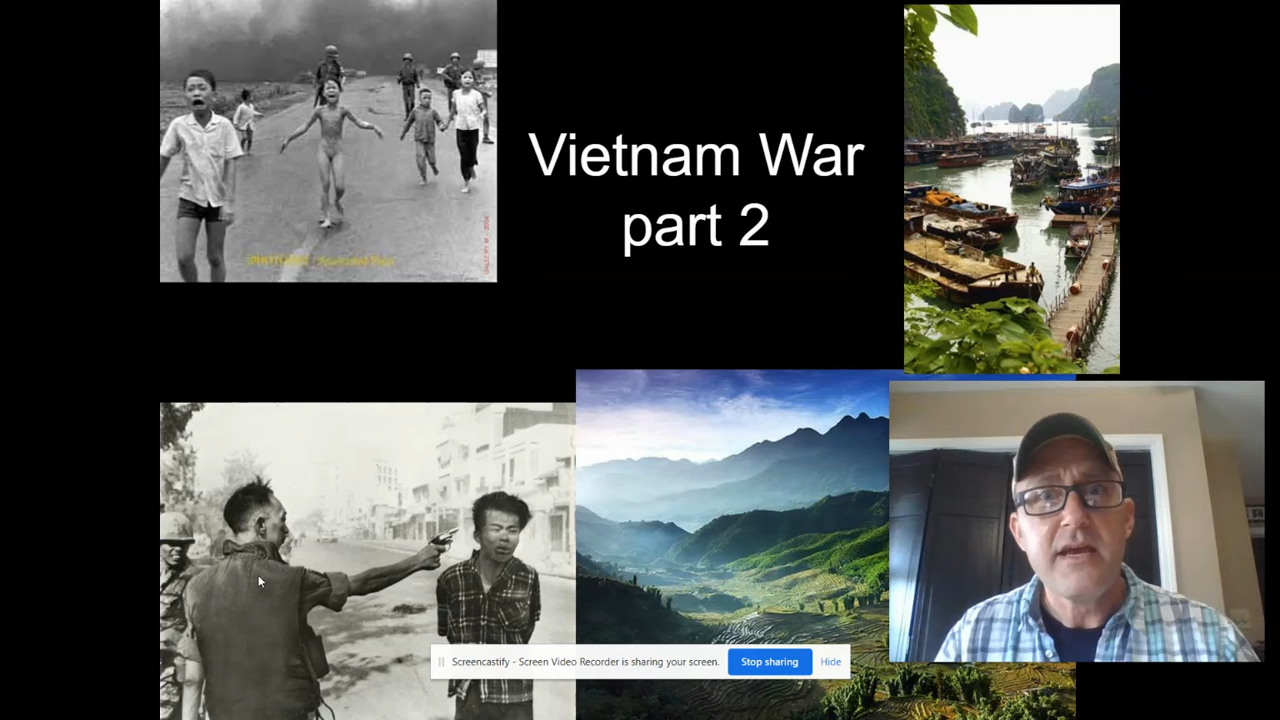 Vietnam War
part 2
Screencastify - Screen Video Recorder is sharing your screen.
Stop sharing
Hide